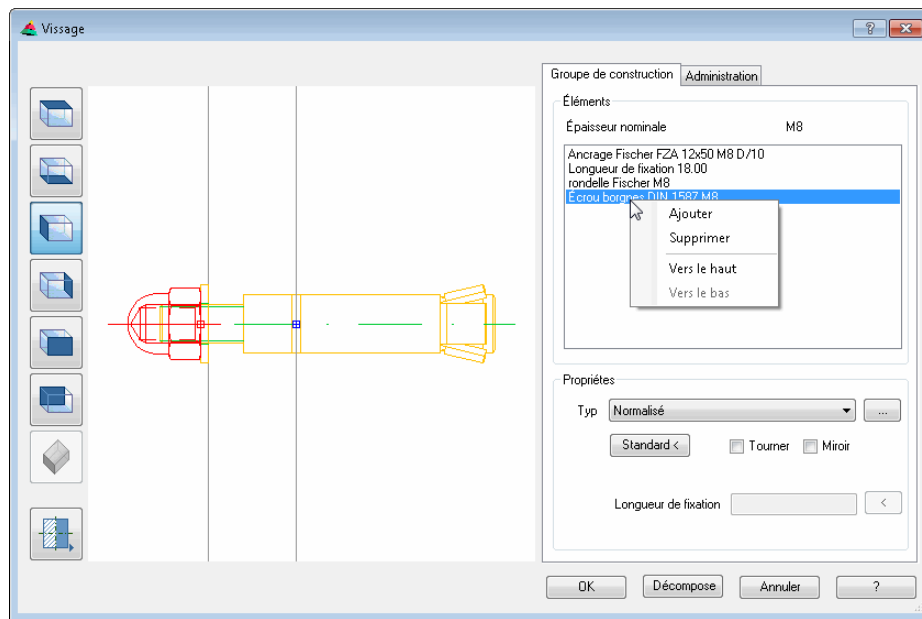 Vissage
?
Groupe de construction
Administration
Éléments
Épaisseur nominale M8
Ancrage Fischer FZA 12x50 M8 D/10
Longueur de fixation 18.00
rondelle Fischer M8
Écrou borgnes DIN 1587 M8
Ajouter
Supprimer
Vers le haut
Vers le bas
Propriétes
Typ Normalisé ...
Standard < Tourner Miroir
Longueur de fixation <
OK Décompose Annuler ?